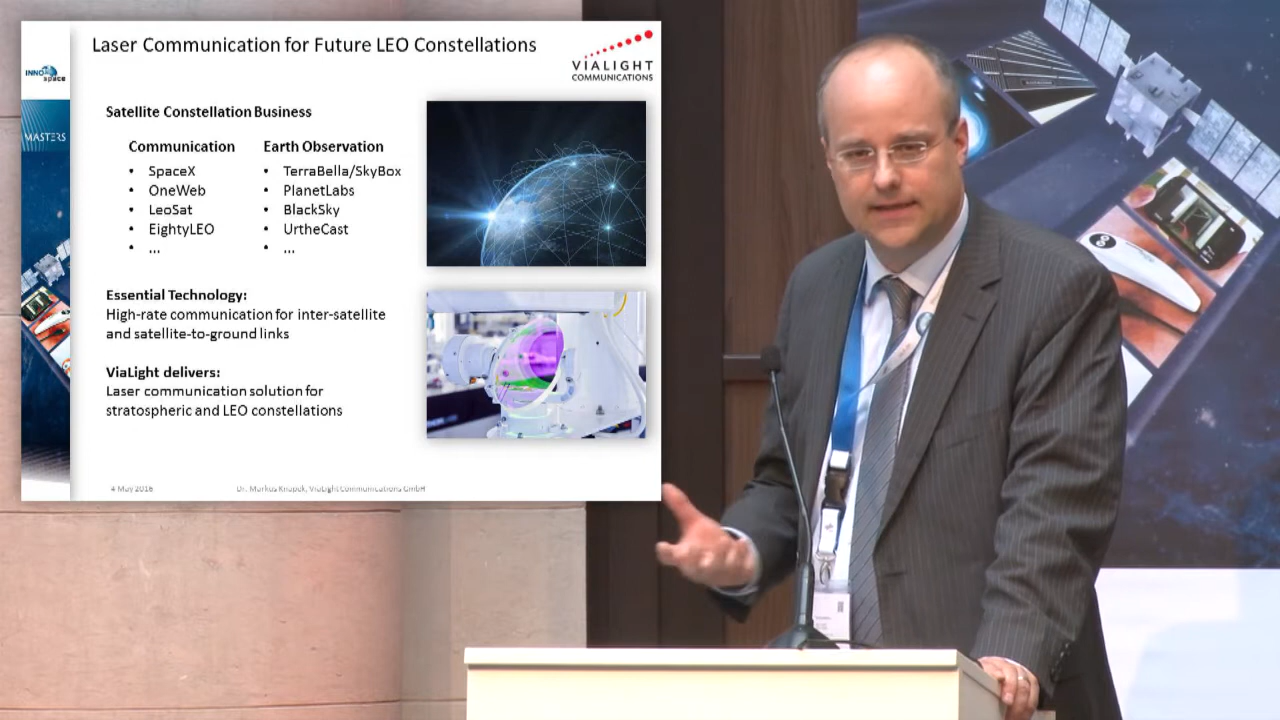 Laser Communication for Future LEO Constellations
VIALIGHT
COMMUNICATIONS
INNO
space
MASTERS
Satellite Constellation Business
Communication
• SpaceX
• OneWeb
• LeoSat
• EightyLEO
• ...
Earth Observation
• TerraBella/SkyBox
• PlanetLabs
• BlackSky
• UrtheCast
• ...
Essential Technology:
High-rate communication for inter-satellite
and satellite-to-ground links
ViaLight delivers:
Laser communication solution for
stratospheric and LEO constellations
4 May 2016
Dr. Markus Knapek, ViaLight Communications GmbH